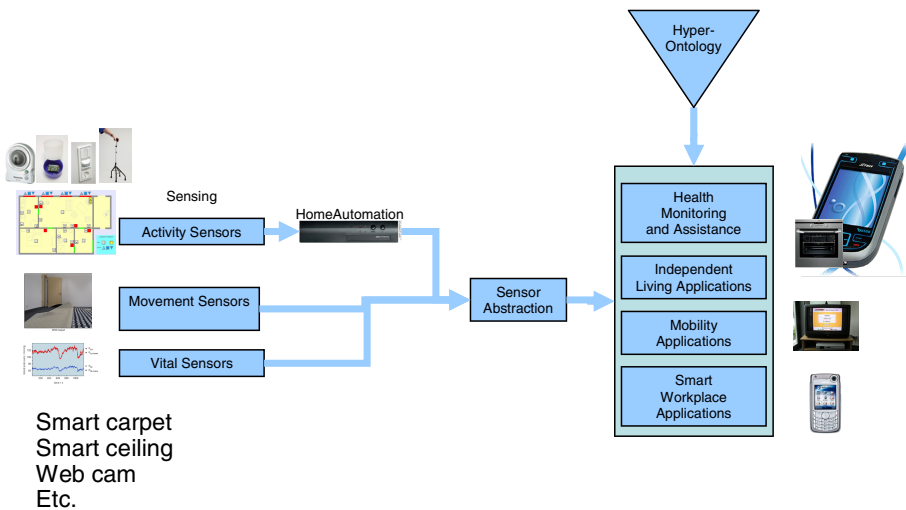 Hyper-
Ontology
Sensing
Activity Sensors
HomeAutomation
Movement Sensors
Vital Sensors
Sensor
Abstraction
Health
Monitoring
and Assistance
Independent
Living Applications
Mobility
Applications
Smart
Workplace
Applications
Smart carpet
Smart ceiling
Web cam
Etc.